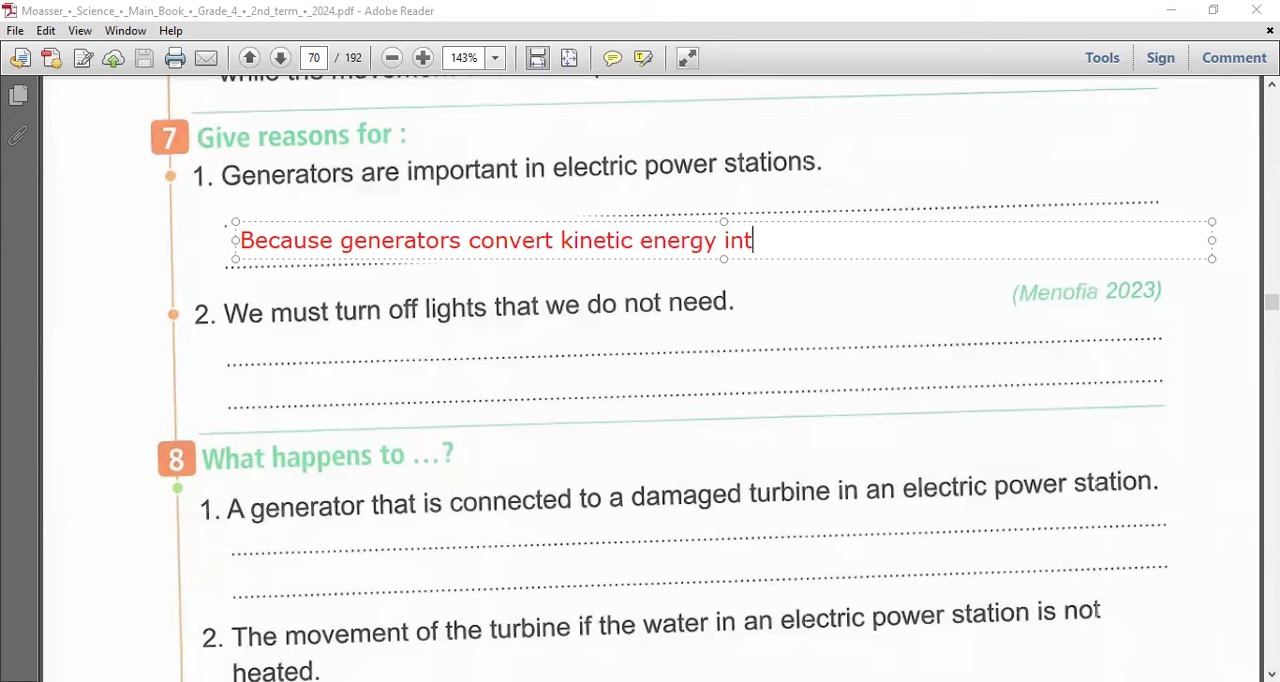 Moasser_•_Science_•_Main_Book_•_Grade_4_•_2nd_term_•_2024.pdf - Adobe Reader
File Edit View Window Help
70 / 192 143% Tools Sign Comment
7 Give reasons for :
1. Generators are important in electric power stations.
Because generators convert kinetic energy int
2. We must turn off lights that we do not need. (Menofia 2023)
8 What happens to ...?
1. A generator that is connected to a damaged turbine in an electric power station.
2. The movement of the turbine if the water in an electric power station is not
heated.